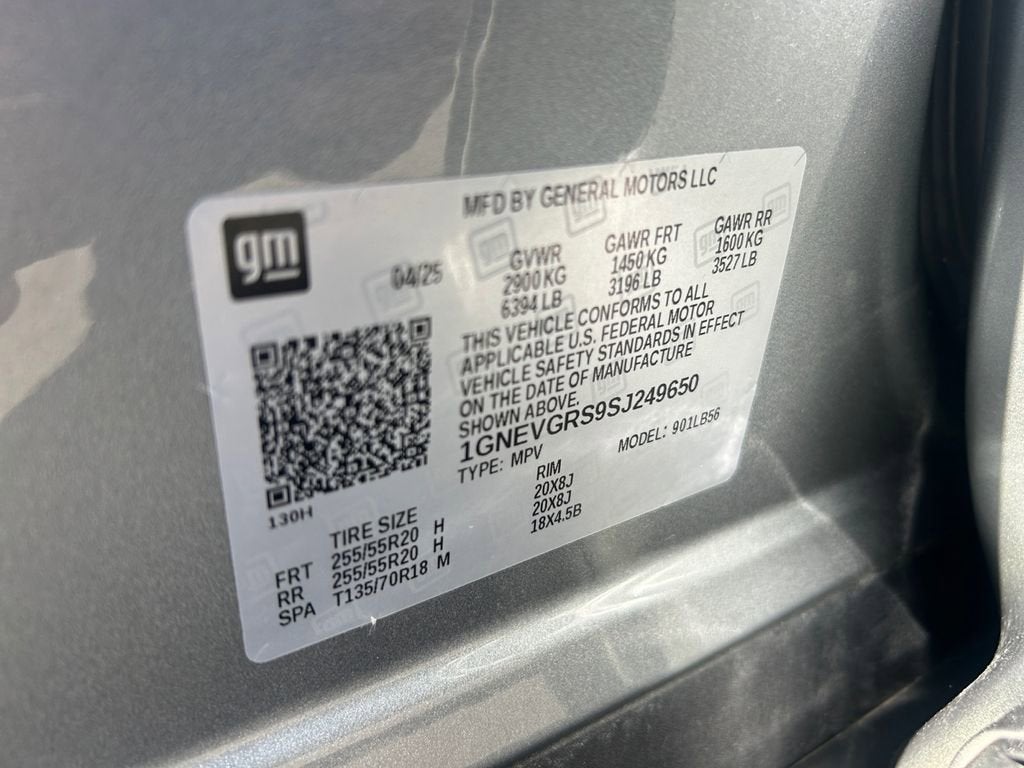 MFD BY GENERAL MOTORS LLC
gm
04/25
GVWR GAWR FRT GAWR RR
2900 KG 1450 KG 1600 KG
6394 LB 3196 LB 3527 LB
THIS VEHICLE CONFORMS TO ALL
APPLICABLE U.S. FEDERAL MOTOR
VEHICLE SAFETY STANDARDS IN EFFECT
ON THE DATE OF MANUFACTURE
SHOWN ABOVE.
1GNEVGRS9SJ249650
TYPE: MPV MODEL: 901LB56
130H
TIRE SIZE RIM
FRT 255/55R20 H 20X8J
RR 255/55R20 H 20X8J
SPA T135/70R18 M 18X4.5B